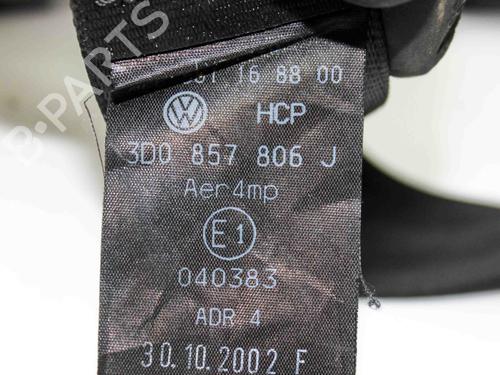 16 88 00
HCP
3D0 857 806 J
Aer4mp
E1
040383
ADR 4
30.10.2002 F
B-PARTS